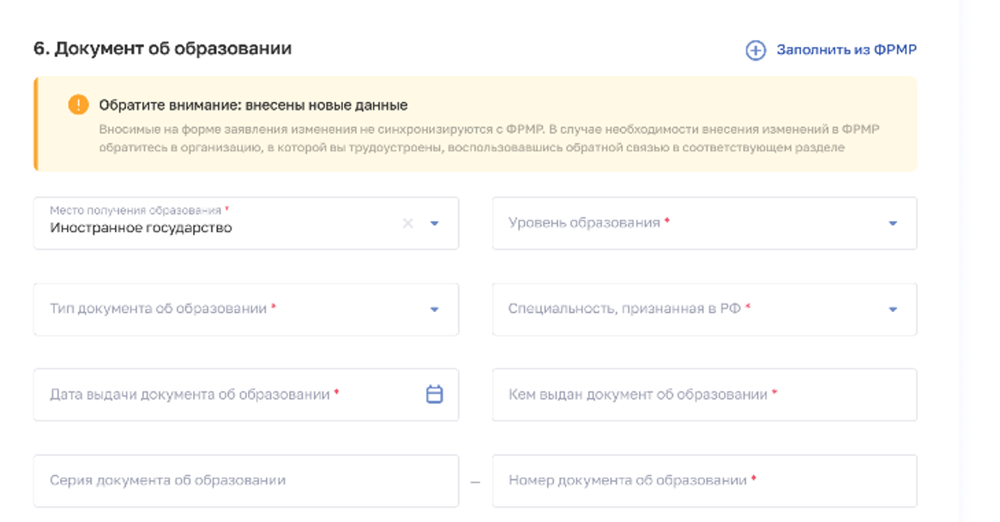 6. Документ об образовании
Заполнить из ФРМР
Обратите внимание: внесены новые данные
Вносимые на форме заявления изменения не синхронизируются с ФРМР. В случае необходимости внесения изменений в ФРМР
обратитесь в организацию, в которой вы трудоустроены, воспользовавшись обратной связью в соответствующем разделе
Место получения образования *
Иностранное государство
Уровень образования *
Тип документа об образовании *
Специальность, признанная в РФ *
Дата выдачи документа об образовании *
Кем выдан документ об образовании *
Серия документа об образовании
–
Номер документа об образовании *